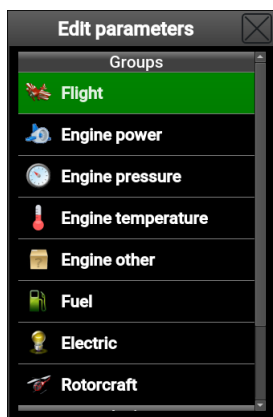 Edit parameters
Groups
Flight
Engine power
Engine pressure
Engine temperature
Engine other
Fuel
Electric
Rotorcraft